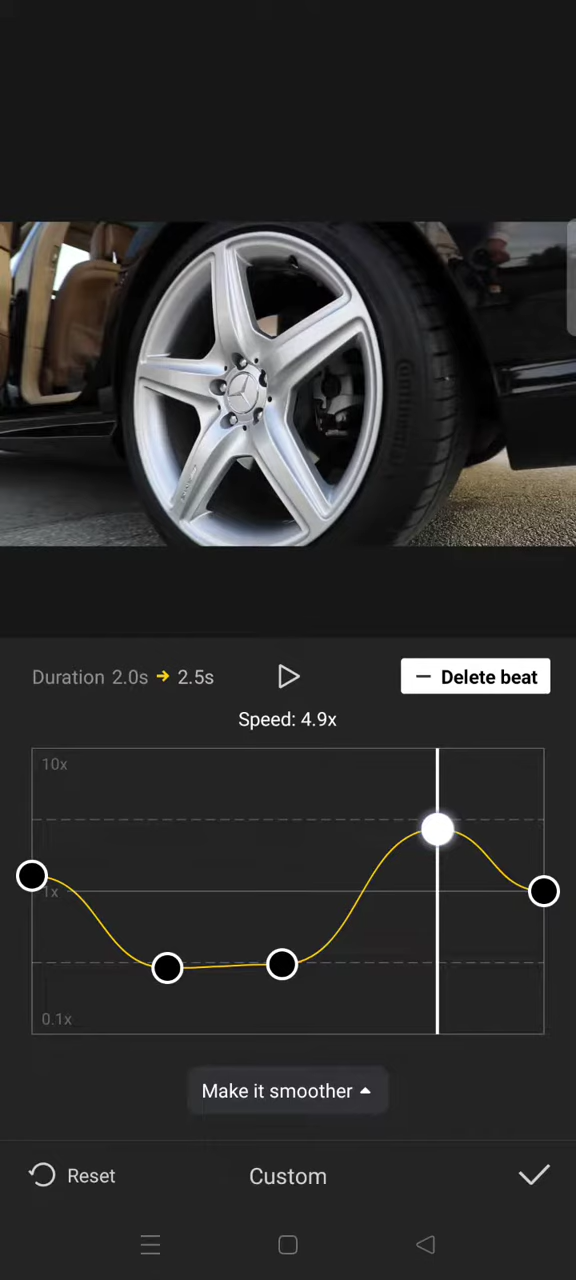 Duration 2.0s → 2.5s
Delete beat
Speed: 4.9x
10x
1x
0.1x
Make it smoother
Reset
Custom